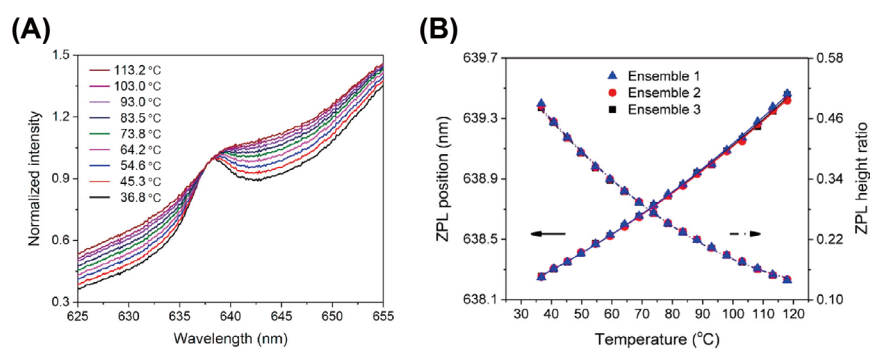 (A)
1.5
1.2
0.9
0.6
0.3
Normalized intensity
113.2 °C
103.0 °C
93.0 °C
83.5 °C
73.8 °C
64.2 °C
54.6 °C
45.3 °C
36.8 °C
625 630 635 640 645 650 655
Wavelength (nm)
(B)
639.7
639.3
638.9
638.5
638.1
ZPL position (nm)
Ensemble 1
Ensemble 2
Ensemble 3
0.58
0.46
0.34
0.22
0.10
ZPL height ratio
30 40 50 60 70 80 90 100 110 120
Temperature (°C)